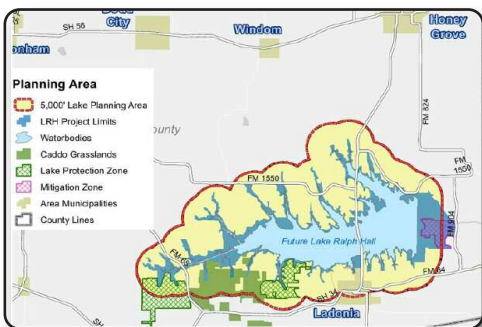 City
SH 56
Windom
Honey
Grove
onham
Planning Area
5,000' Lake Planning Area
LRH Project Limits
Waterbodies
Caddo Grasslands
Lake Protection Zone
Mitigation Zone
Area Municipalities
County Lines
ounty
FM 824
FM 1550
FM
1550
FM 904
Future Lake Ralph Hall
FM 64
SH 34
Ladonia
SH